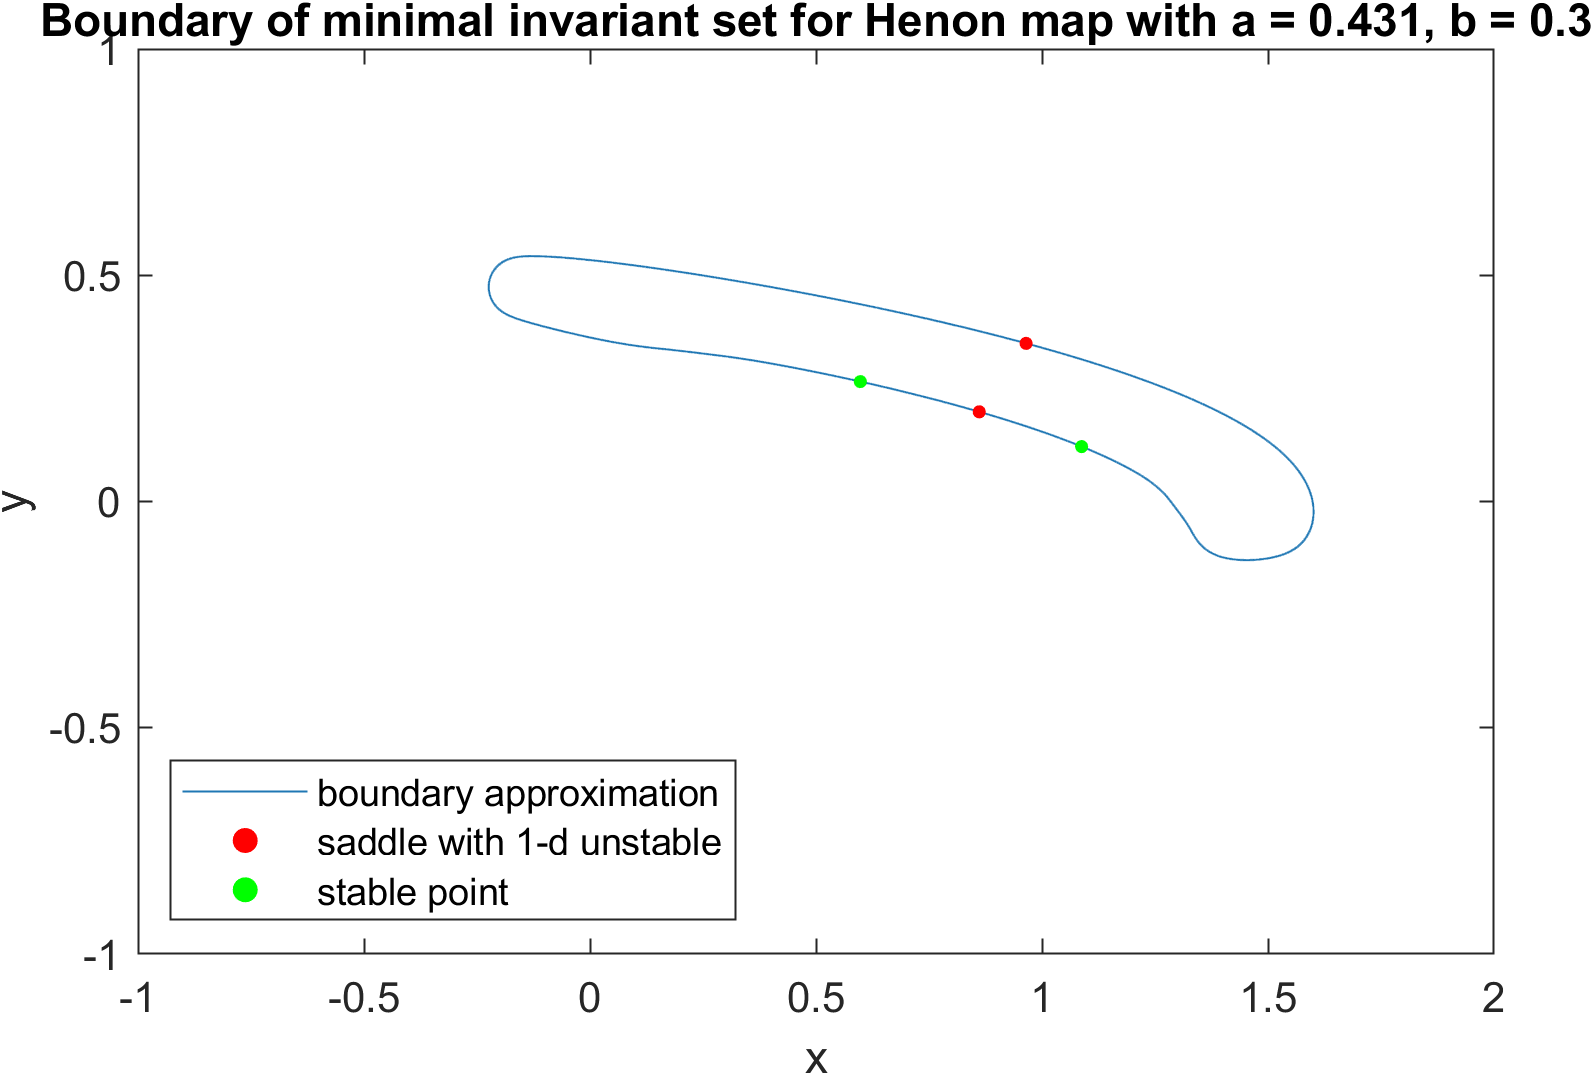 Boundary of minimal invariant set for Henon map with a = 0.431, b = 0.3
1
0.5
0
-0.5
-1
y
boundary approximation
saddle with 1-d unstable
stable point
-1 -0.5 0 0.5 1 1.5 2
x